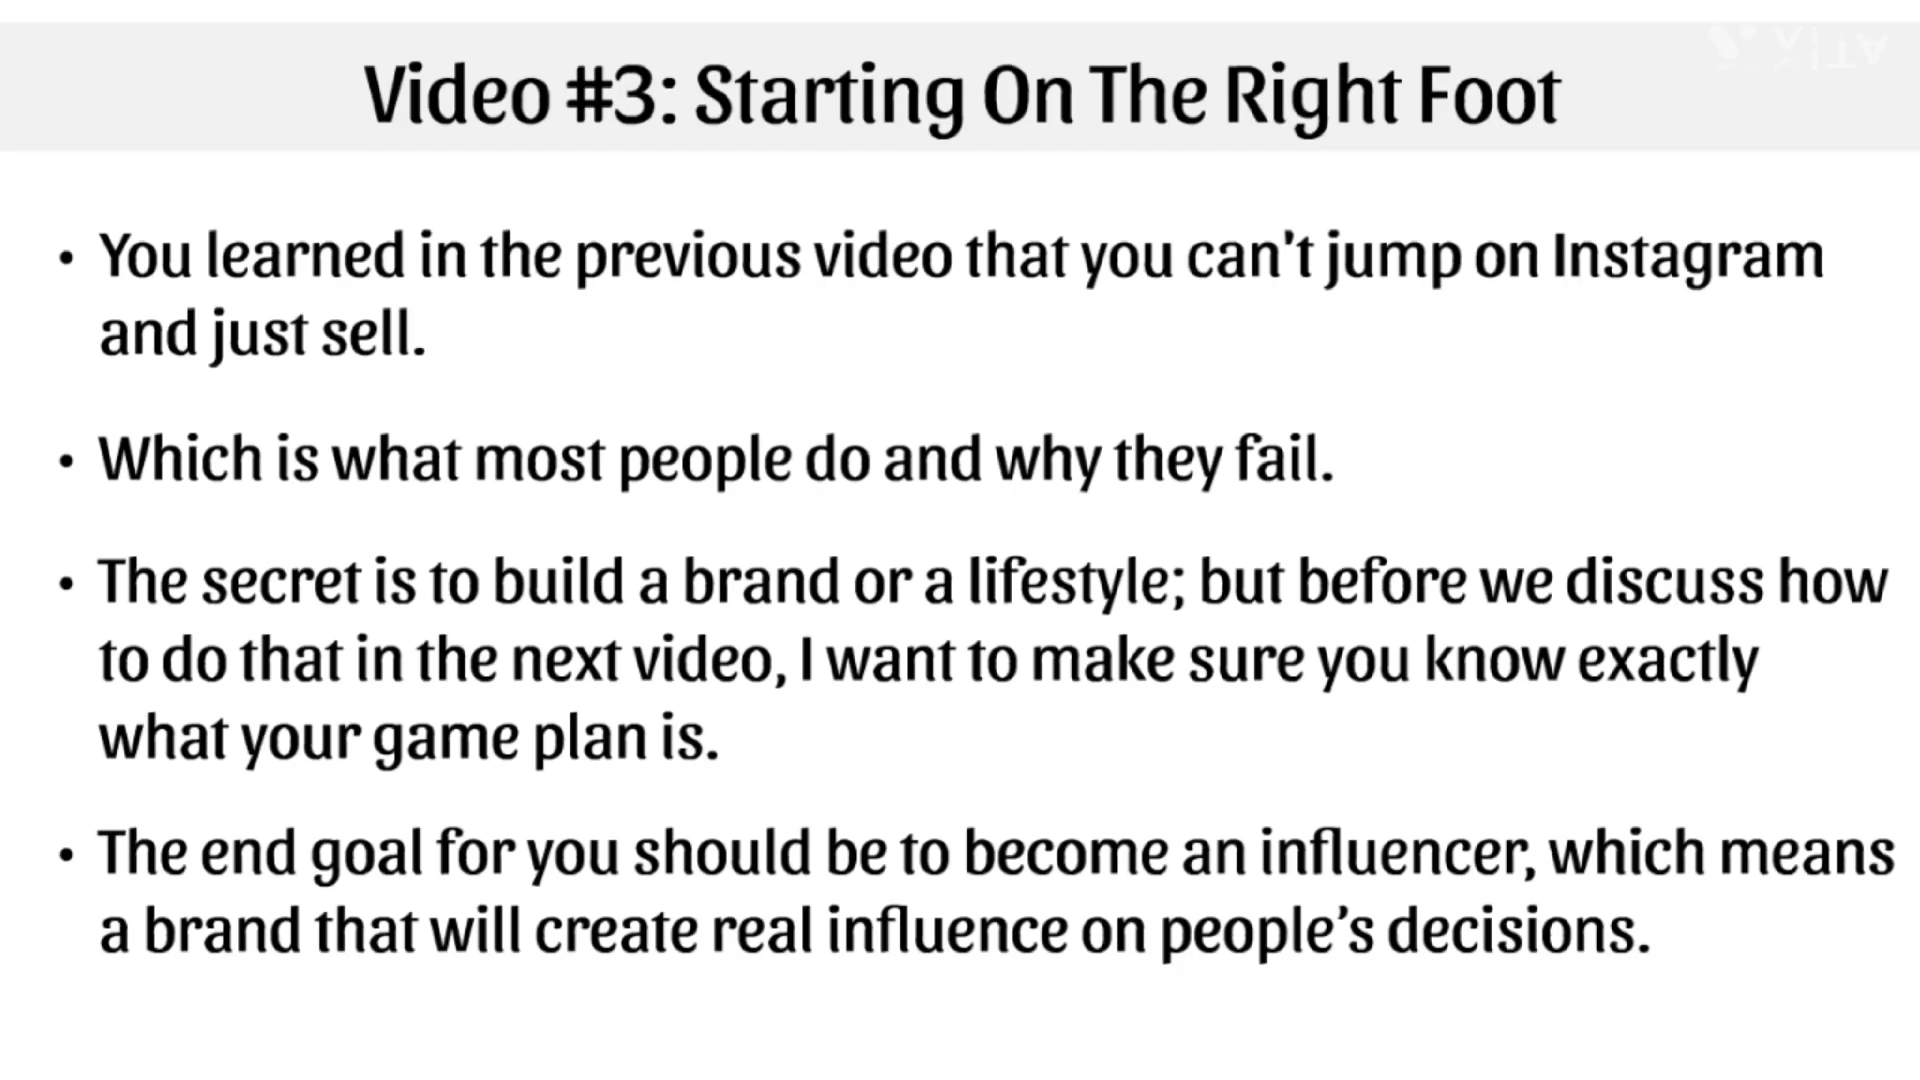 Video #3: Starting On The Right Foot
• You learned in the previous video that you can't jump on Instagram
and just sell.
• Which is what most people do and why they fail.
• The secret is to build a brand or a lifestyle; but before we discuss how
to do that in the next video, I want to make sure you know exactly
what your game plan is.
• The end goal for you should be to become an influencer, which means
a brand that will create real influence on people’s decisions.